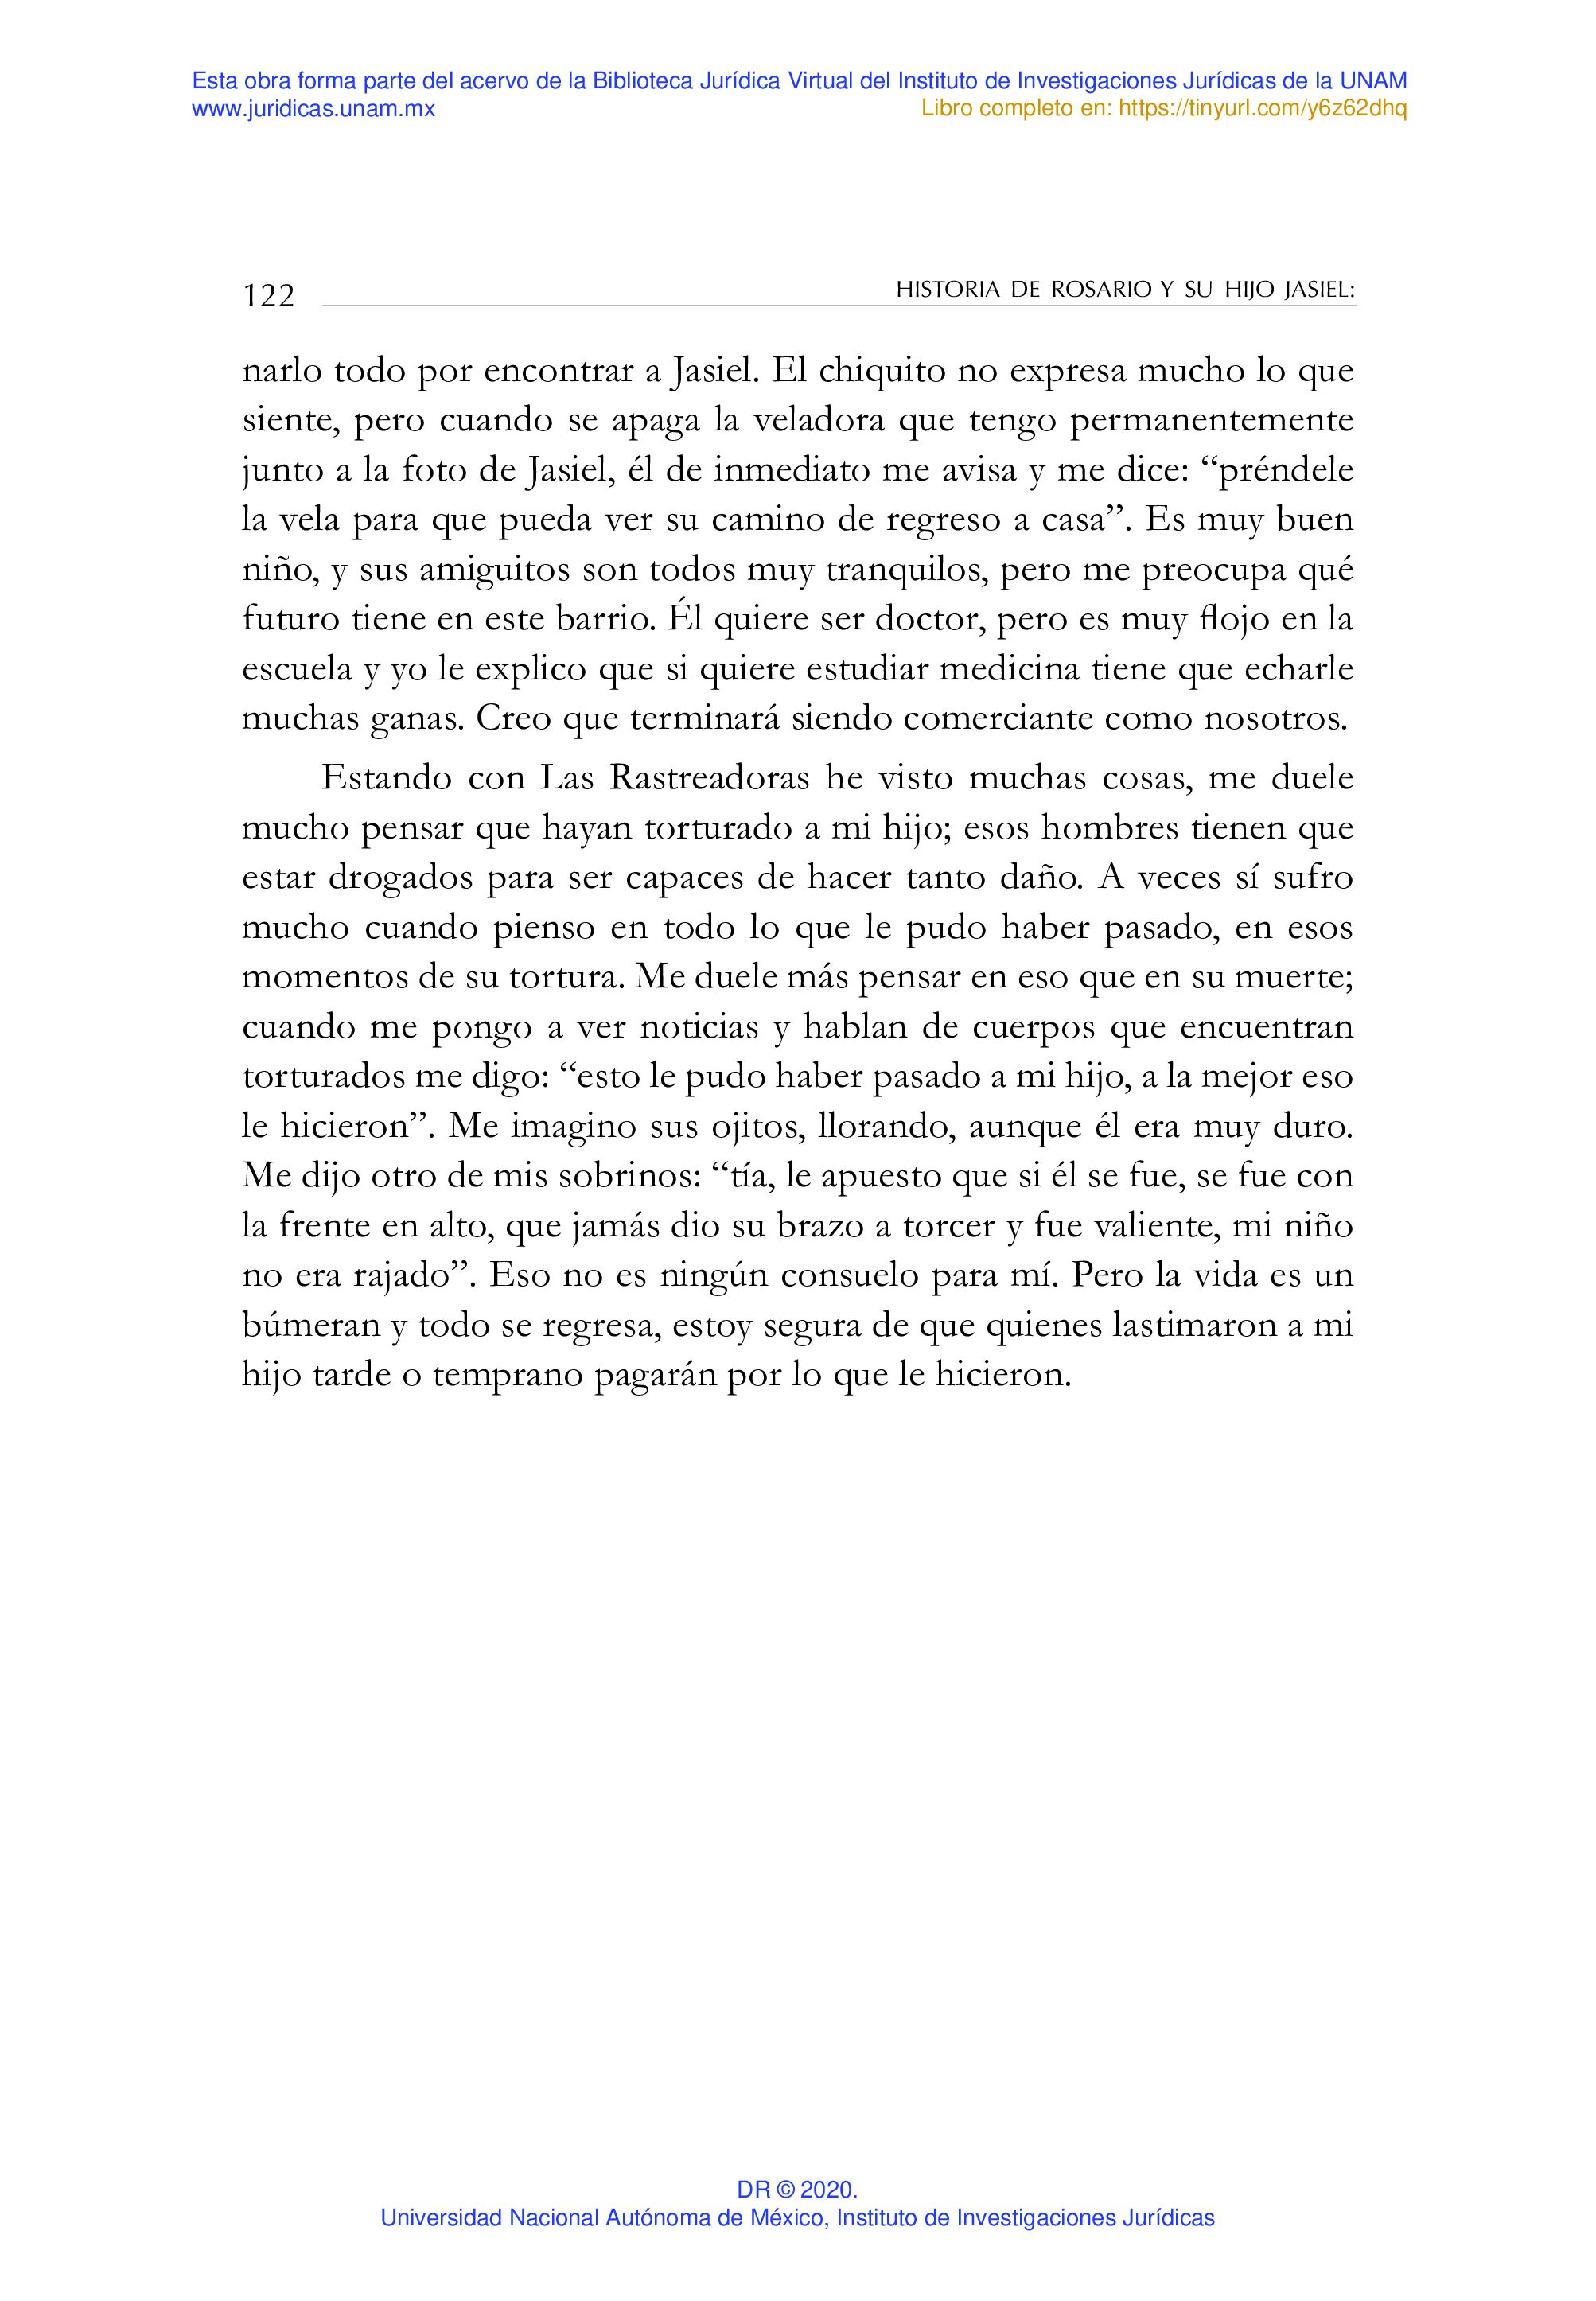 Esta obra forma parte del acervo de la Biblioteca Jurídica Virtual del Instituto de Investigaciones Jurídicas de la UNAM
www.juridicas.unam.mx Libro completo en: https://tinyurl.com/y6z62dhq
122 HISTORIA DE ROSARIO Y SU HIJO JASIEL:
narlo todo por encontrar a Jasiel. El chiquito no expresa mucho lo que
siente, pero cuando se apaga la veladora que tengo permanentemente
junto a la foto de Jasiel, él de inmediato me avisa y me dice: “préndele
la vela para que pueda ver su camino de regreso a casa”. Es muy buen
niño, y sus amiguitos son todos muy tranquilos, pero me preocupa qué
futuro tiene en este barrio. Él quiere ser doctor, pero es muy flojo en la
escuela y yo le explico que si quiere estudiar medicina tiene que echarle
muchas ganas. Creo que terminará siendo comerciante como nosotros.
Estando con Las Rastreadoras he visto muchas cosas, me duele
mucho pensar que hayan torturado a mi hijo; esos hombres tienen que
estar drogados para ser capaces de hacer tanto daño. A veces sí sufro
mucho cuando pienso en todo lo que le pudo haber pasado, en esos
momentos de su tortura. Me duele más pensar en eso que en su muerte;
cuando me pongo a ver noticias y hablan de cuerpos que encuentran
torturados me digo: “esto le pudo haber pasado a mi hijo, a la mejor eso
le hicieron”. Me imagino sus ojitos, llorando, aunque él era muy duro.
Me dijo otro de mis sobrinos: “tía, le apuesto que si él se fue, se fue con
la frente en alto, que jamás dio su brazo a torcer y fue valiente, mi niño
no era rajado”. Eso no es ningún consuelo para mí. Pero la vida es un
búmeran y todo se regresa, estoy segura de que quienes lastimaron a mi
hijo tarde o temprano pagarán por lo que le hicieron.
DR © 2020.
Universidad Nacional Autónoma de México, Instituto de Investigaciones Jurídicas